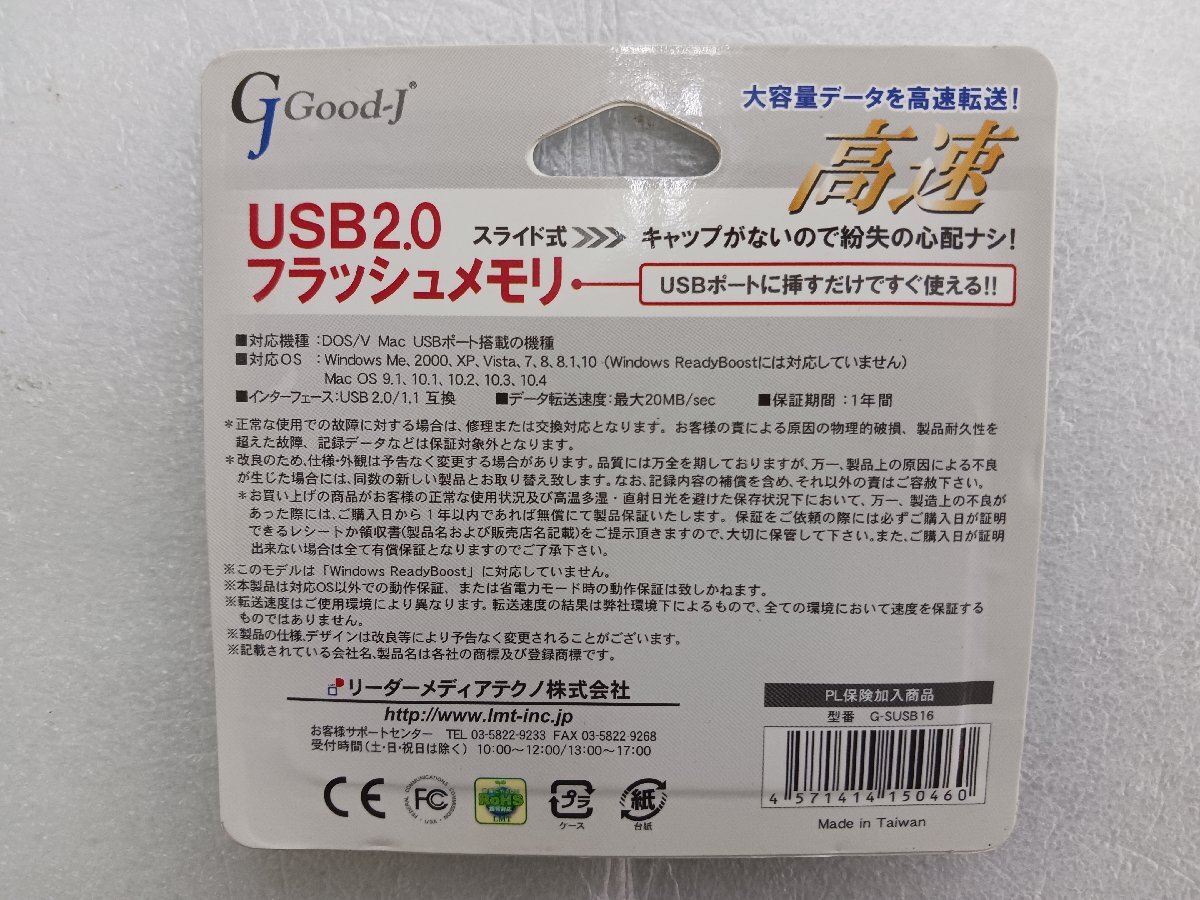 GJ Good-J®
大容量データを高速転送!
高速
USB2.0
フラッシュメモリ
スライド式 >>> キャップがないので紛失の心配ナシ!
USBポートに挿すだけですぐ使える!!
■対応機種:DOS/V Mac USBポート搭載の機種
■対応OS :Windows Me、2000、XP、Vista、7、8、8.1、10 (Windows ReadyBoostには対応していません)
Mac OS 9.1、10.1、10.2、10.3、10.4
■インターフェース:USB 2.0/1.1 互換 ■データ転送速度:最大20MB/sec ■保証期間:1年間
*正常な使用での故障に対する場合は、修理または交換対応となります。お客様の責による原因の物理的破損、製品耐久性を
超えた故障、記録データなどは保証対象外となります。
*改良のため、仕様・外観は予告なく変更する場合があります。品質には万全を期しておりますが、万一、製品上の原因による不良
が生じた場合には、同数の新しい製品とお取り替え致します。なお、記録内容の補償を含め、それ以外の責はご容赦下さい。
*お買い上げの商品がお客様の正常な使用状況及び高温多湿・直射日光を避けた保存状況下において、万一、製造上の不良が
あった際には、ご購入日から1年以内であれば無償にて製品保証いたします。保証をご依頼の際には必ずご購入日が証明
できるレシートか領収書(製品名および販売店名記載)をご提示頂きますので、大切に保管して下さい。また、ご購入日が証明
出来ない場合は全て有償保証となりますのでご了承下さい。
※このモデルは「Windows ReadyBoost」に対応していません。
※本製品は対応OS以外での動作保証、または省電力モード時の動作保証は致しかねます。
※転送速度はご使用環境により異なります。転送速度の結果は弊社環境下によるもので、全ての環境において速度を保証する
ものではありません。
※製品の仕様、デザインは改良等により予告なく変更されることがございます。
※記載されている会社名、製品名は各社の商標及び登録商標です。
リーダーメディアテクノ株式会社
http://www.lmt-inc.jp
お客様サポートセンター TEL 03-5822-9233 FAX 03-5822-9268
受付時間(土・日・祝日は除く) 10:00~12:00/13:00~17:00
PL保険加入商品
型番 G-SUSB16
4 571414 150460
Made in Taiwan
CE
FC
RoHS
LMT
プラ
ケース
紙
台紙